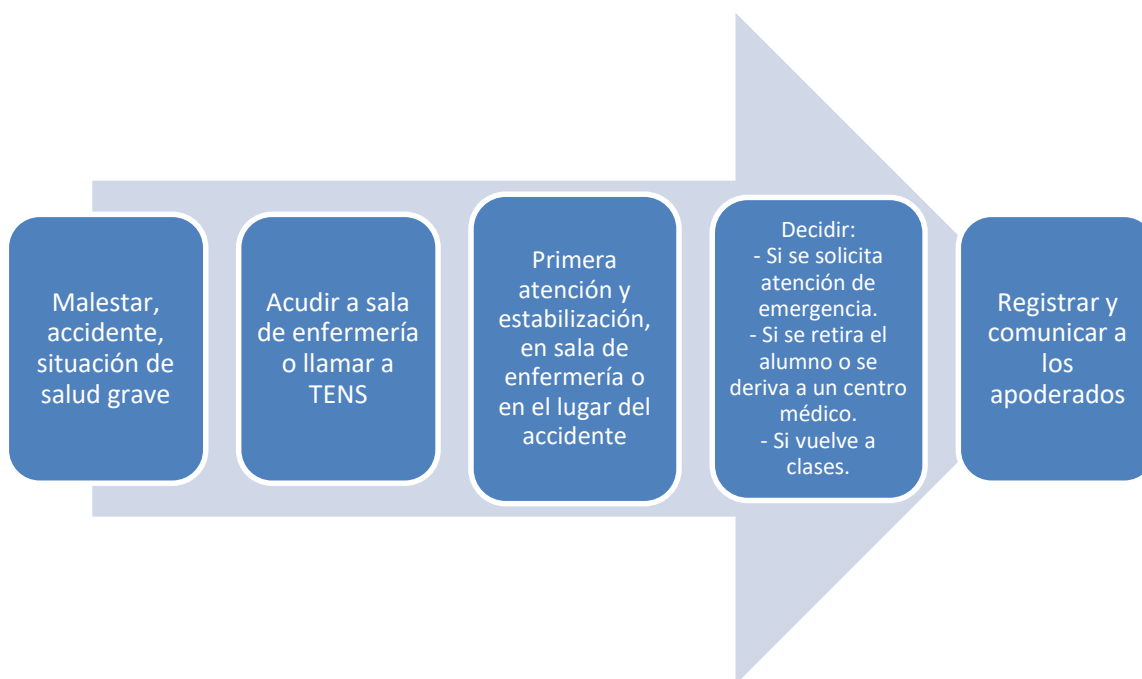 Malestar,
accidente,
situación de
salud grave
Acudir a sala
de enfermería
o llamar a
TENS
Primera
atención y
estabilización,
en sala de
enfermería o
en el lugar del
accidente
Decidir:
- Si se solicita
atención de
emergencia.
- Si se retira el
alumno o se
deriva a un centro
médico.
- Si vuelve a
clases.
Registrar y
comunicar a
los
apoderados